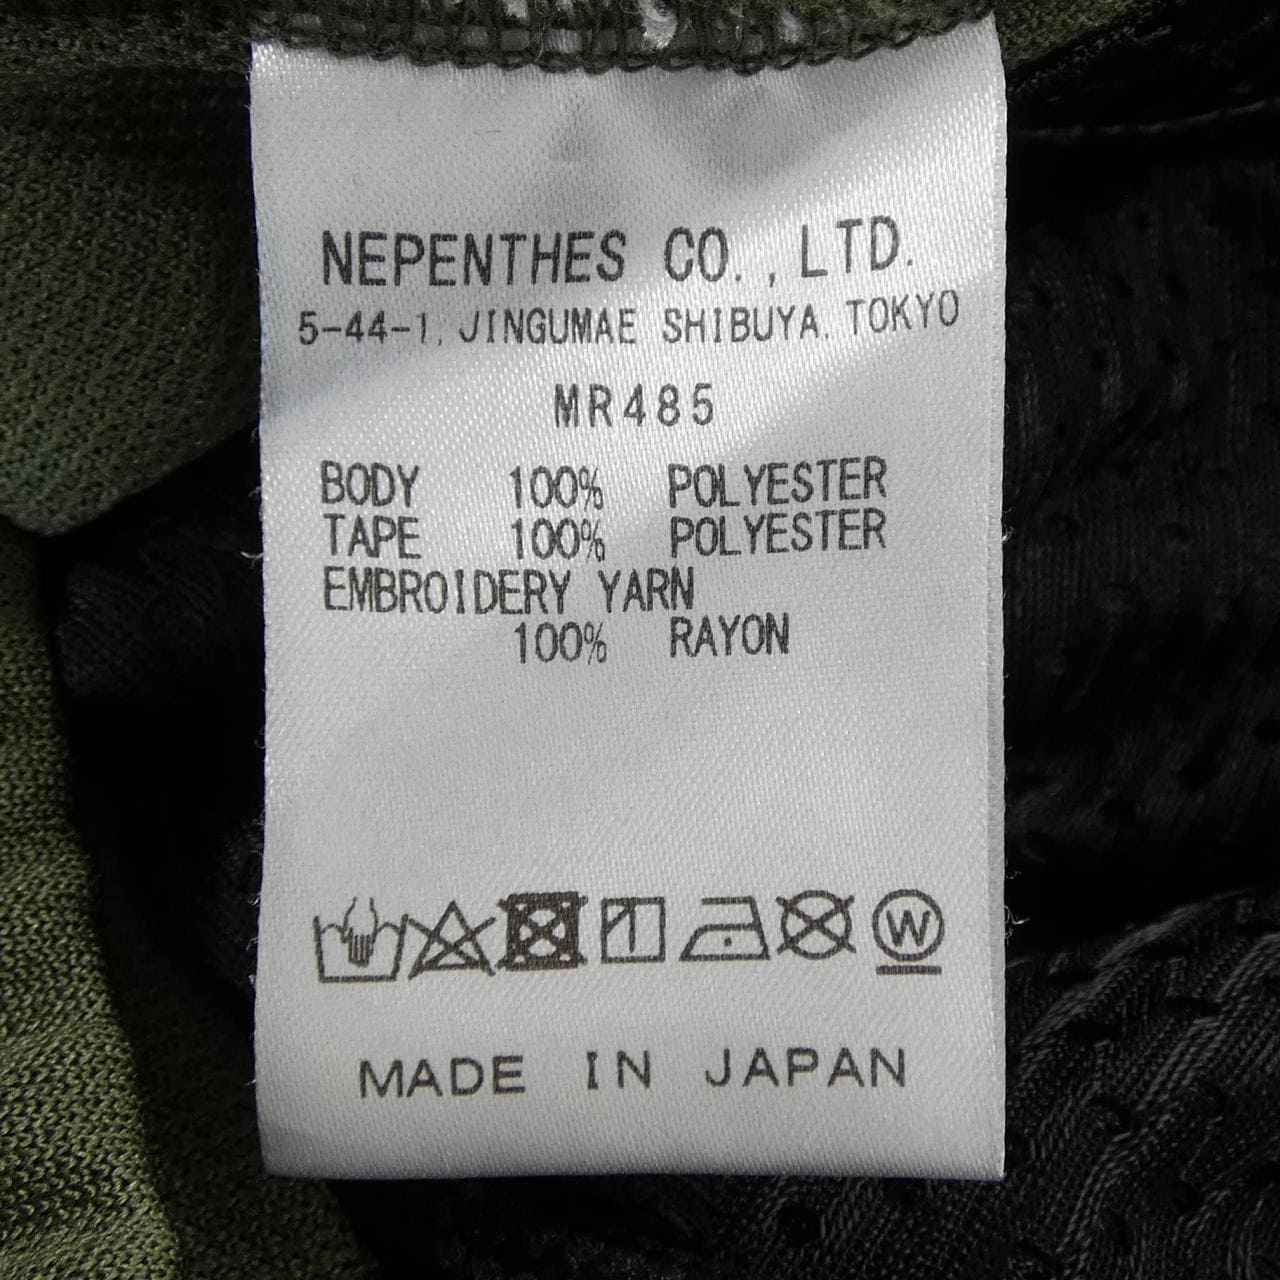 NEPENTHES CO., LTD.
5-44-1, JINGUMAE SHIBUYA, TOKYO
MR485
BODY 100% POLYESTER
TAPE 100% POLYESTER
EMBROIDERY YARN
100% RAYON
W
MADE IN JAPAN